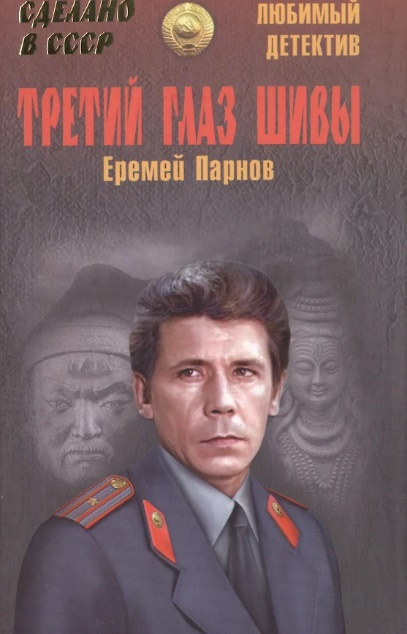 СДЕЛАНО
В СССР
ЛЮБИМЫЙ
ДЕТЕКТИВ
ТРЕТИЙ ГЛАЗ ШИВЫ
Еремей Парнов